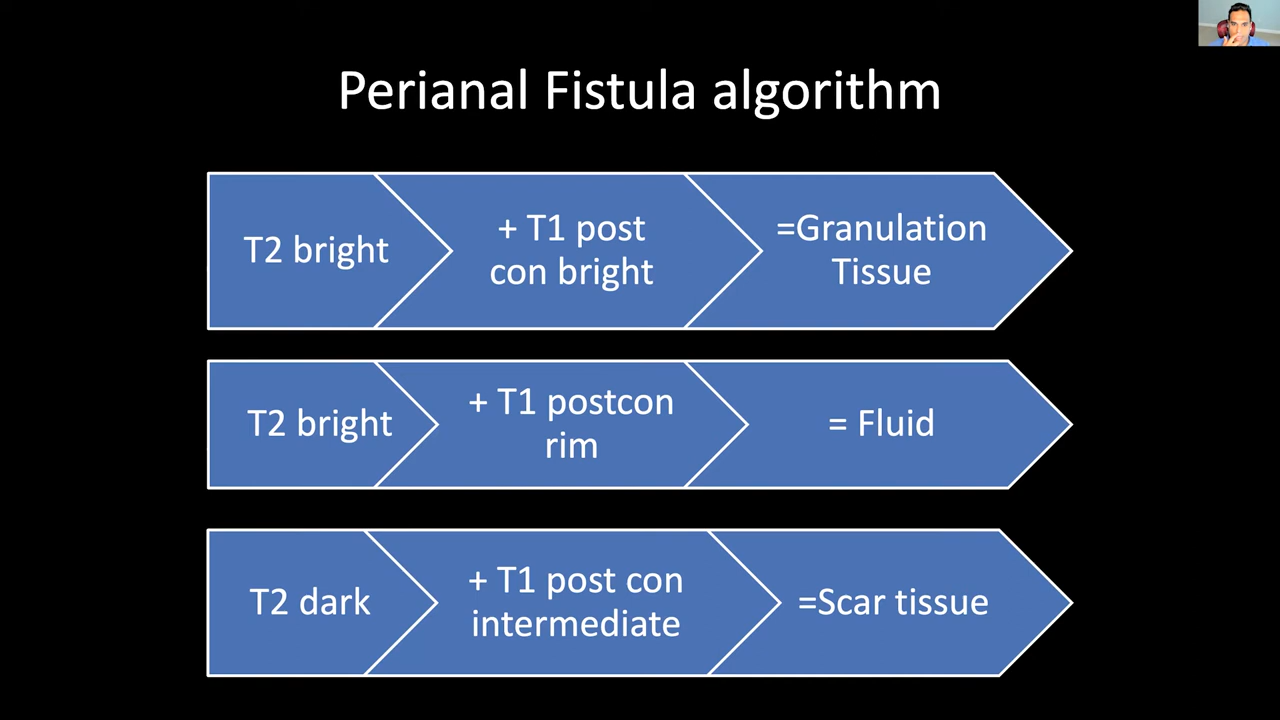 Perianal Fistula algorithm
T2 bright
+ T1 post
con bright
=Granulation
Tissue
T2 bright
+ T1 postcon
rim
= Fluid
T2 dark
+ T1 post con
intermediate
=Scar tissue